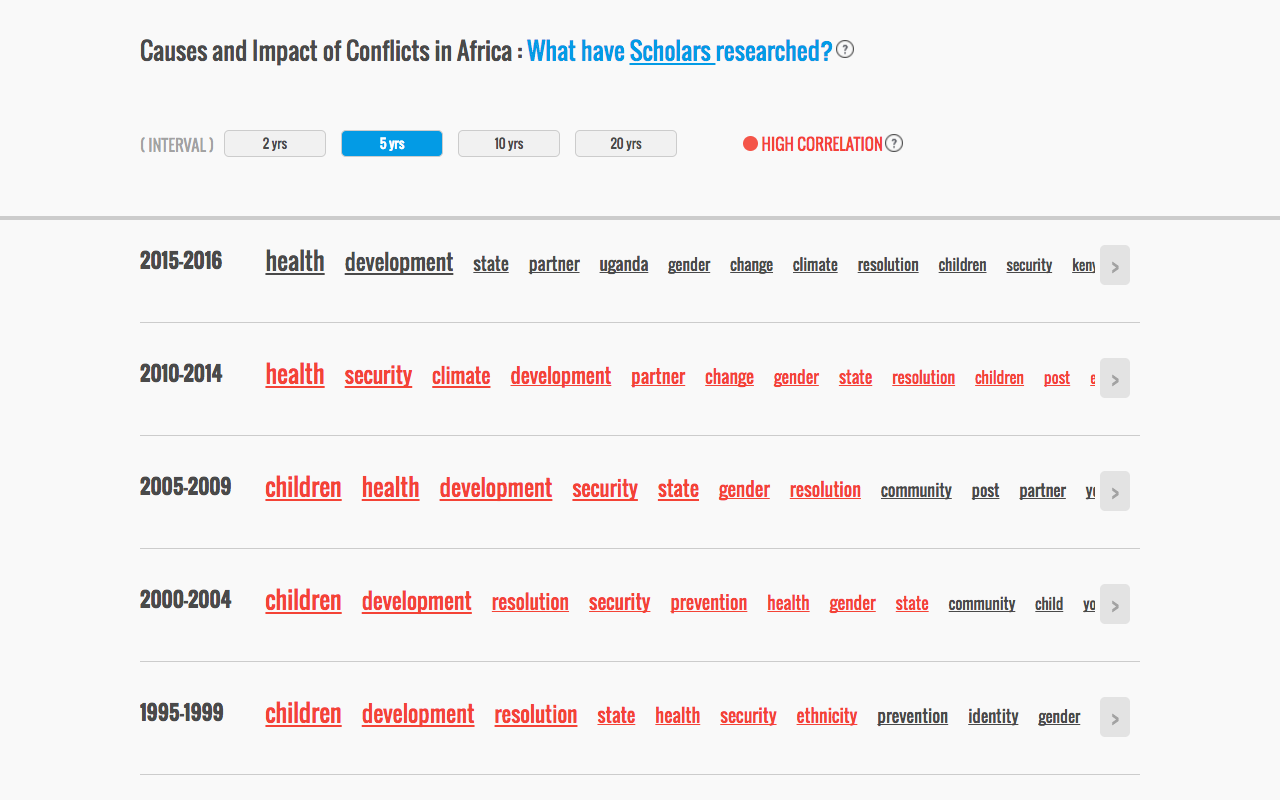 Causes and Impact of Conflicts in Africa : What have Scholars researched? ?
( INTERVAL ) 2 yrs 5 yrs 10 yrs 20 yrs HIGH CORRELATION ?
2015-2016 health development state partner uganda gender change climate resolution children security >
2010-2014 health security climate development partner change gender state resolution children post >
2005-2009 children health development security state gender resolution community post partner >
2000-2004 children development resolution security prevention health gender state community child >
1995-1999 children development resolution state health security ethnicity prevention identity gender >